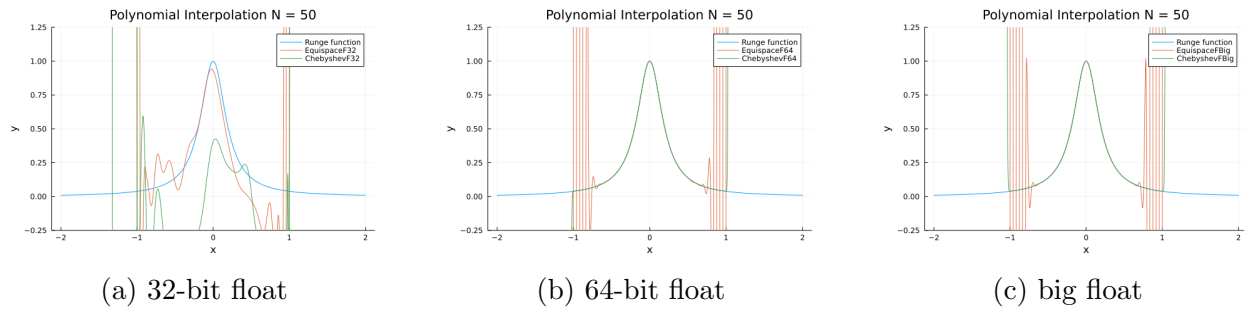 Polynomial Interpolation N = 50
1.25
1.00
0.75
0.50
0.25
0.00
−0.25
y
−2
−1
0
1
2
x
Runge function
EquispaceF32
ChebyshevF32
(a) 32-bit float
Polynomial Interpolation N = 50
1.25
1.00
0.75
0.50
0.25
0.00
−0.25
y
−2
−1
0
1
2
x
Runge function
EquispaceF64
ChebyshevF64
(b) 64-bit float
Polynomial Interpolation N = 50
1.25
1.00
0.75
0.50
0.25
0.00
−0.25
y
−2
−1
0
1
2
x
Runge function
EquispaceFBig
ChebyshevFBig
(c) big float